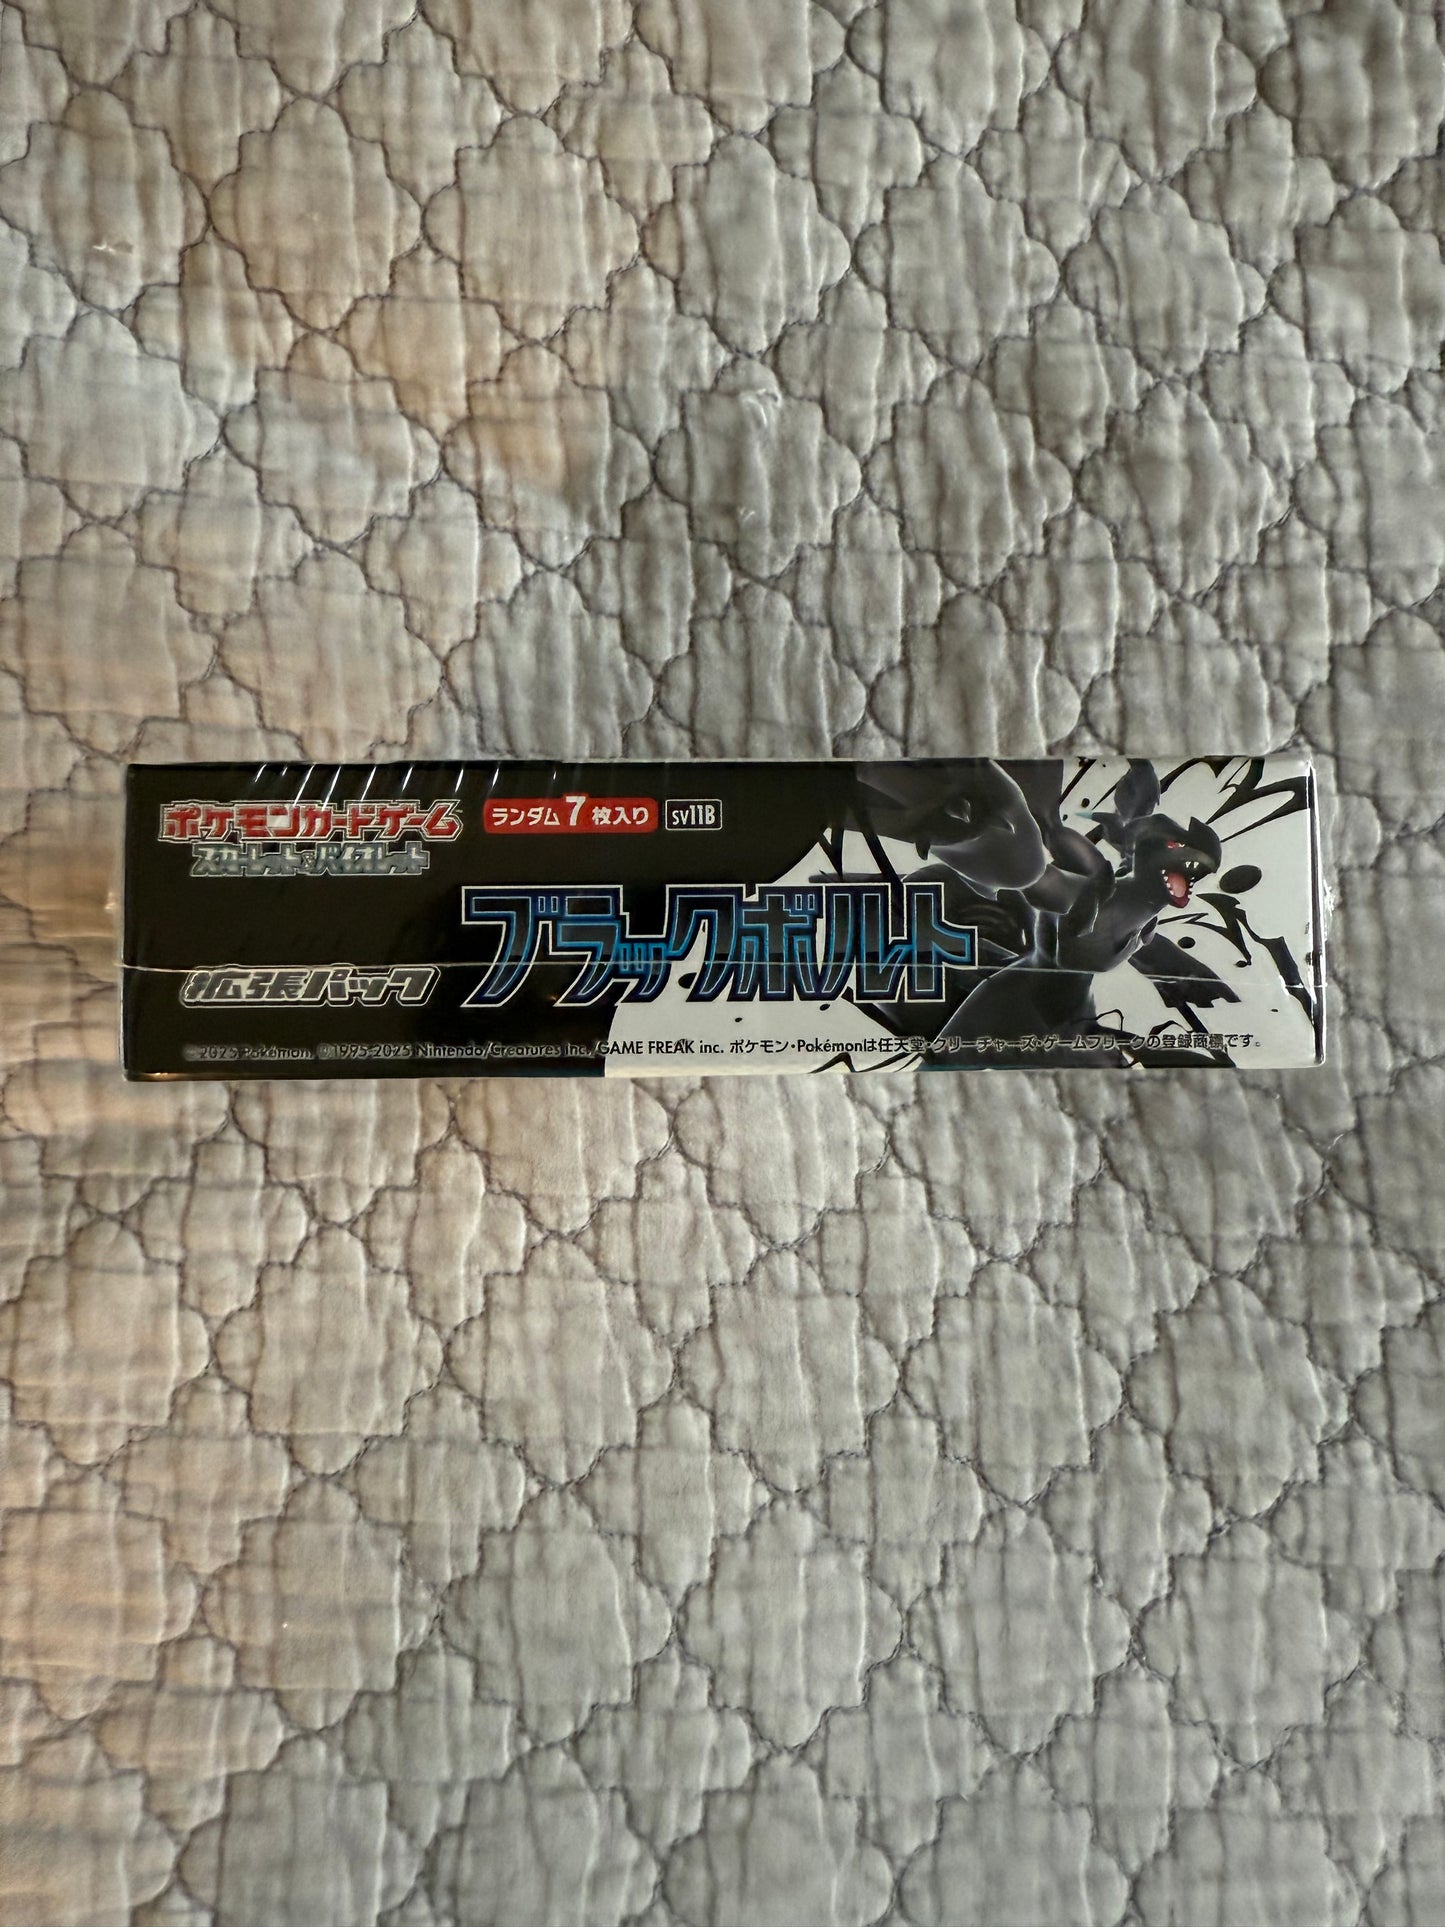 ポケモンカードゲーム
スカーレット&バイオレット
ランダム7枚入り
sv11B
ブラックボルト
拡張パック
©2025 Pokémon. ©1995-2025 Nintendo/Creatures Inc./GAME FREAK inc. ポケモン・Pokémonは任天堂・クリーチャーズ・ゲームフリークの登録商標です。